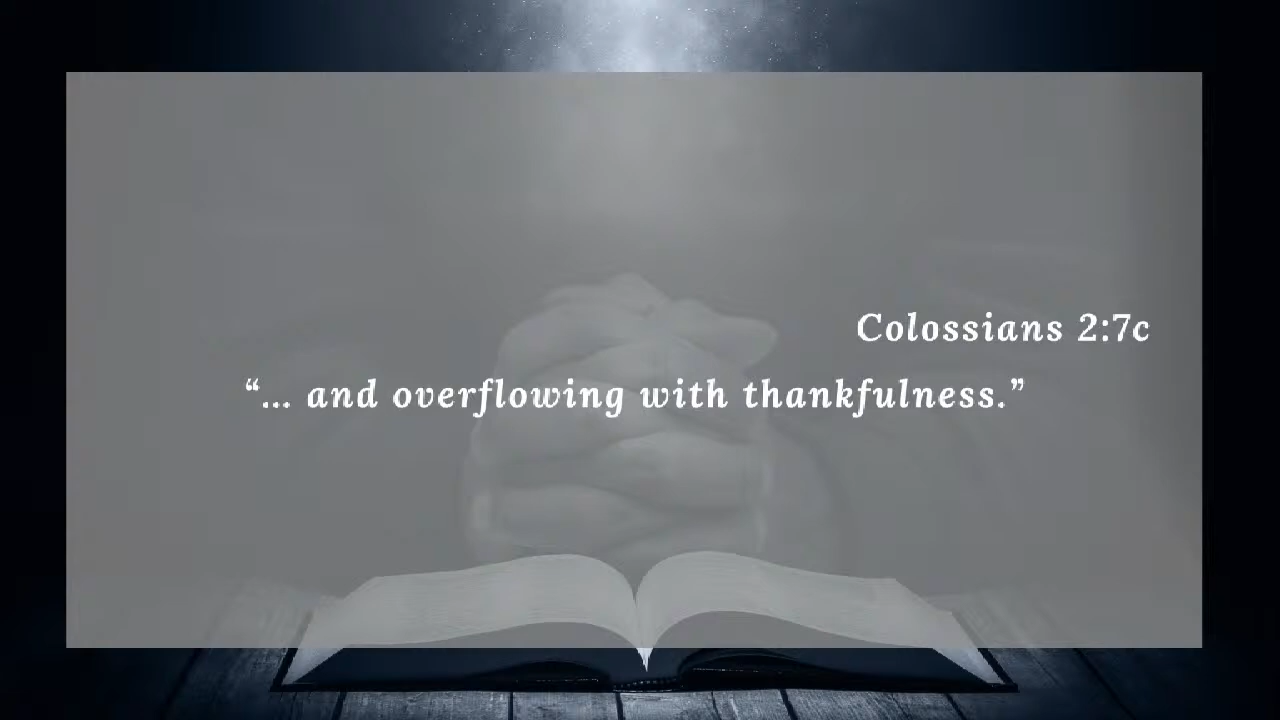 Colossians 2:7c
“... and overflowing with thankfulness.”